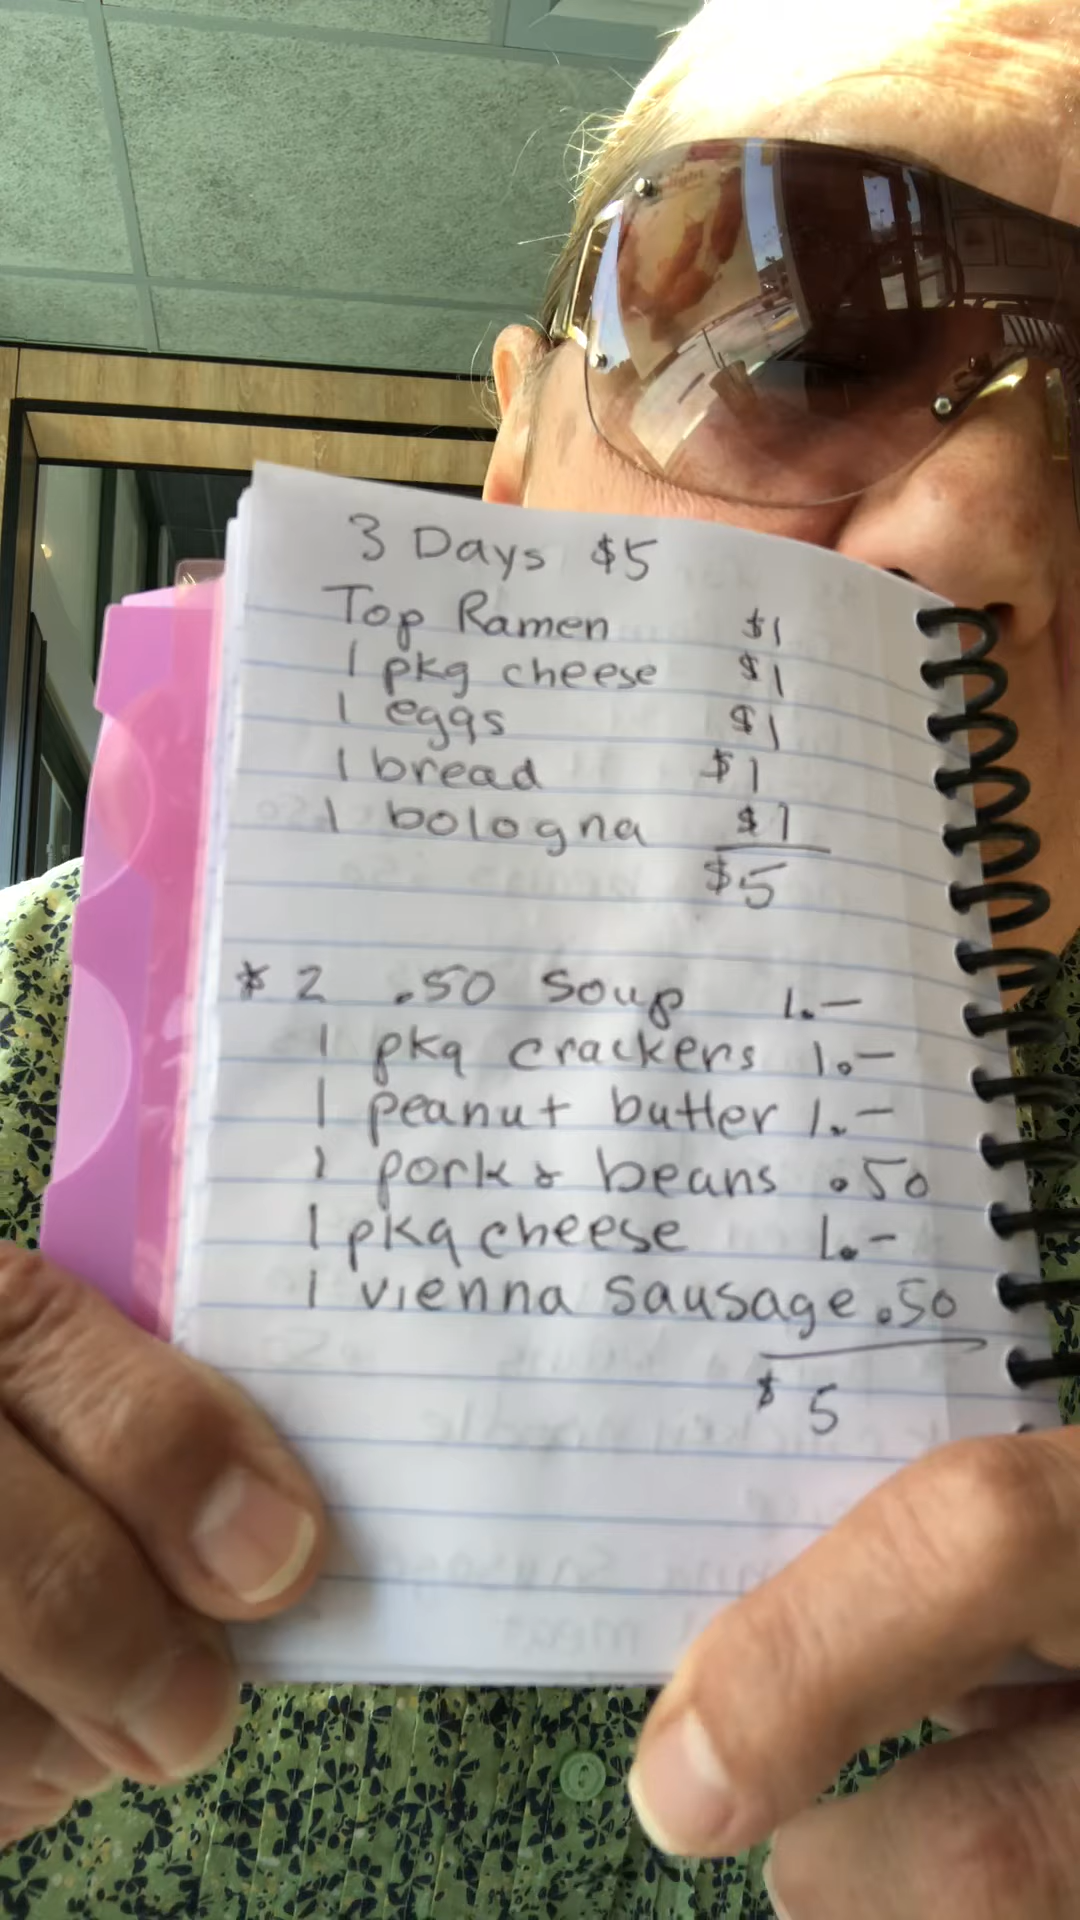 3 Days $5
Top Ramen $1
1 pkg cheese $1
1 eggs $1
1 bread $1
1 bologna $1
$5
* 2 .50 Soup 1.—
1 pkg crackers 1.—
1 peanut butter 1.—
1 pork & beans .50
1 pkg cheese 1.—
1 vienna sausage .50
$ 5